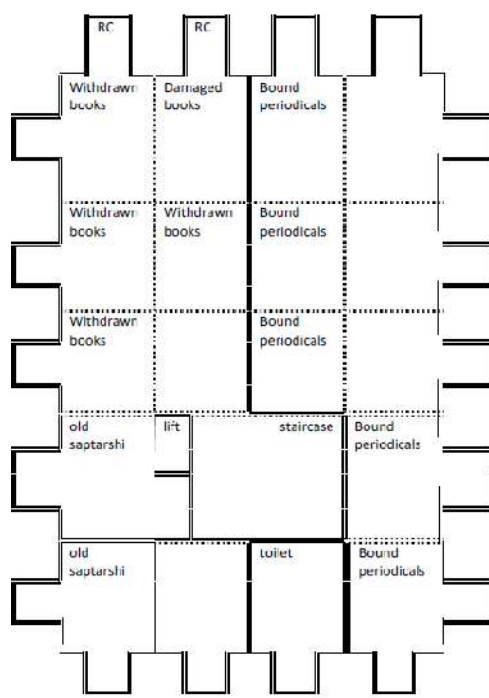 RC
RC
Withdrawn
books
Damaged
books
Bound
periodicals
Withdrawn
books
Withdrawn
books
Bound
periodicals
Withdrawn
books
Bound
periodicals
old
saptarshi
lift
staircase
Bound
periodicals
old
saptarshi
toilet
Bound
periodicals